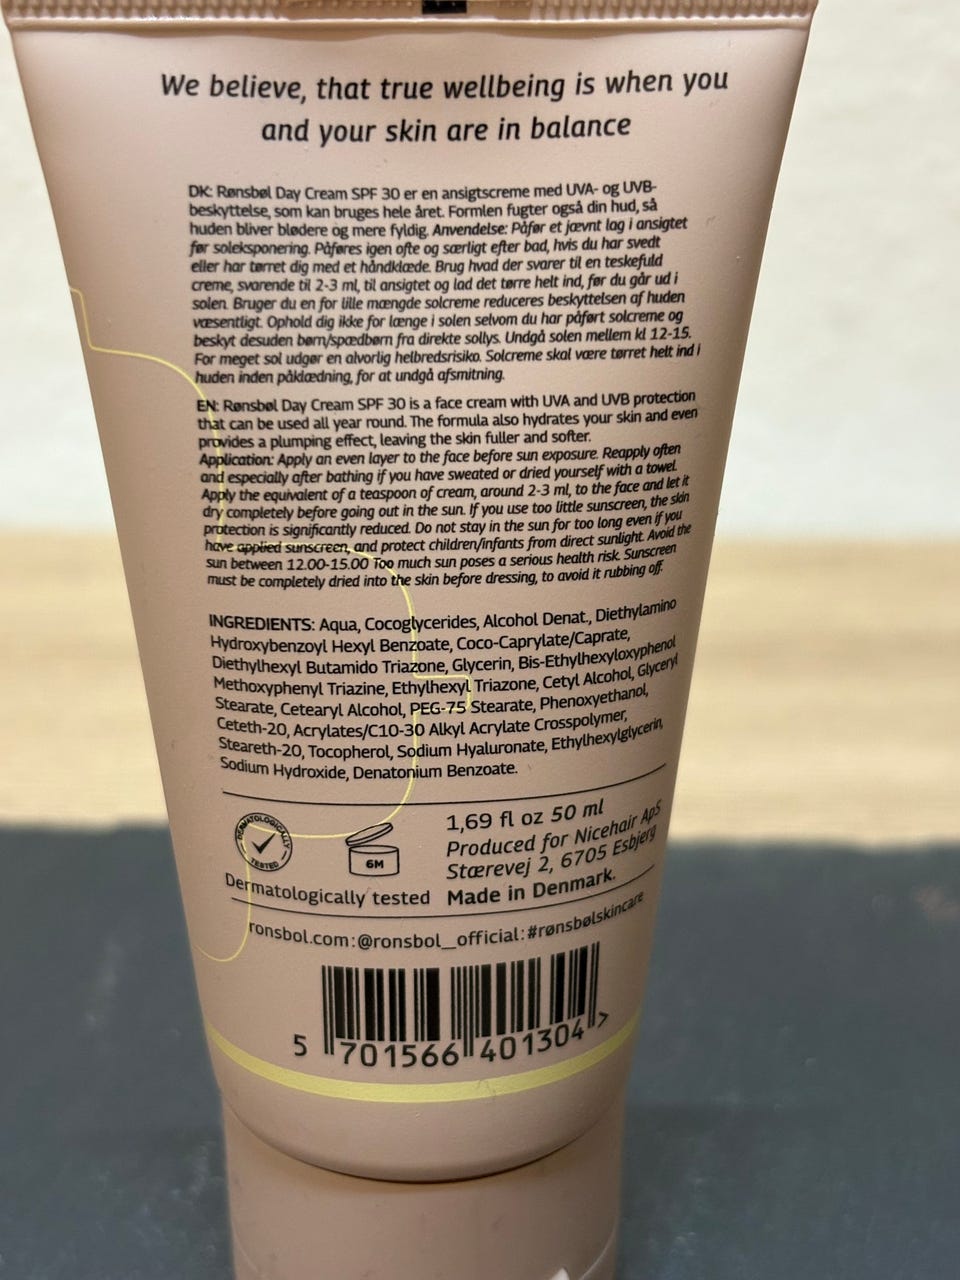 We believe, that true wellbeing is when you
and your skin are in balance
DK: Rønsbøl Day Cream SPF 30 er en ansigtscreme med UVA- og UVB-
beskyttelse, som kan bruges hele året. Formlen fugter også din hud, så
huden bliver blødere og mere fyldig. Anvendelse: Påfør et jævnt lag i ansigtet
før soleksponering. Påføres igen ofte og særligt efter bad, hvis du har svedt
eller har tørret dig med et håndklæde. Brug hvad der svarer til en teskefuld
creme, svarende til 2-3 ml, til ansigtet og lad det tørre helt ind, før du går ud i
solen. Bruger du en for lille mængde solcreme reduceres beskyttelsen af huden
væsentligt. Ophold dig ikke for længe i solen selvom du har påført solcreme og
beskyt desuden børn/spædbørn fra direkte sollys. Undgå solen mellem kl 12-15.
For meget sol udgør en alvorlig helbredsrisiko. Solcreme skal være tørret helt ind i
huden inden påklædning, for at undgå afsmitning.
EN: Rønsbøl Day Cream SPF 30 is a face cream with UVA and UVB protection
that can be used all year round. The formula also hydrates your skin and even
provides a plumping effect, leaving the skin fuller and softer.
Application: Apply an even layer to the face before sun exposure. Reapply often
and especially after bathing if you have sweated or dried yourself with a towel.
Apply the equivalent of a teaspoon of cream, around 2-3 ml, to the face and let it
dry completely before going out in the sun. If you use too little sunscreen, the skin
protection is significantly reduced. Do not stay in the sun for too long even if you
have applied sunscreen, and protect children/infants from direct sunlight. Avoid the
sun between 12.00-15.00 Too much sun poses a serious health risk. Sunscreen
must be completely dried into the skin before dressing, to avoid it rubbing off.
INGREDIENTS: Aqua, Cocoglycerides, Alcohol Denat., Diethylamino
Hydroxybenzoyl Hexyl Benzoate, Coco-Caprylate/Caprate,
Diethylhexyl Butamido Triazone, Glycerin, Bis-Ethylhexyloxyphenol
Methoxyphenyl Triazine, Ethylhexyl Triazone, Cetyl Alcohol, Glyceryl
Stearate, Cetearyl Alcohol, PEG-75 Stearate, Phenoxyethanol,
Ceteth-20, Acrylates/C10-30 Alkyl Acrylate Crosspolymer,
Steareth-20, Tocopherol, Sodium Hyaluronate, Ethylhexylglycerin,
Sodium Hydroxide, Denatonium Benzoate.
DERMATOLOGICALLY TESTED
6M
Dermatologically tested
1,69 fl oz 50 ml
Produced for Nicehair ApS
Stærevej 2, 6705 Esbjerg
Made in Denmark.
ronsbol.com:@ronsbol_official:#rønsbølskincare
5 701566 401304 >